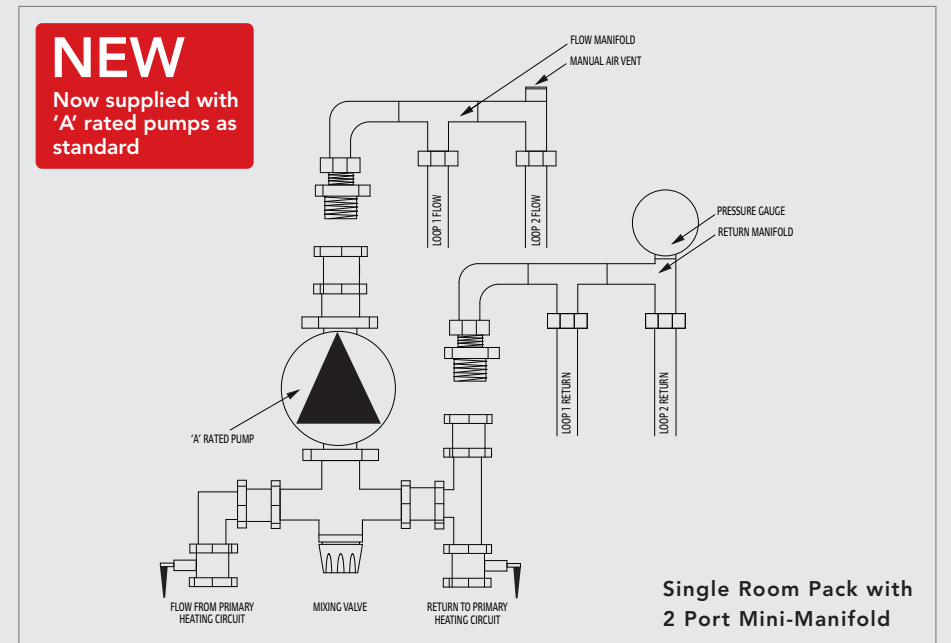 NEW
Now supplied with
‘A’ rated pumps as
standard
FLOW MANIFOLD
MANUAL AIR VENT
LOOP 1 FLOW
LOOP 2 FLOW
PRESSURE GAUGE
RETURN MANIFOLD
LOOP 1 RETURN
LOOP 2 RETURN
‘A’ RATED PUMP
FLOW FROM PRIMARY
HEATING CIRCUIT
MIXING VALVE
RETURN TO PRIMARY
HEATING CIRCUIT
Single Room Pack with
2 Port Mini-Manifold